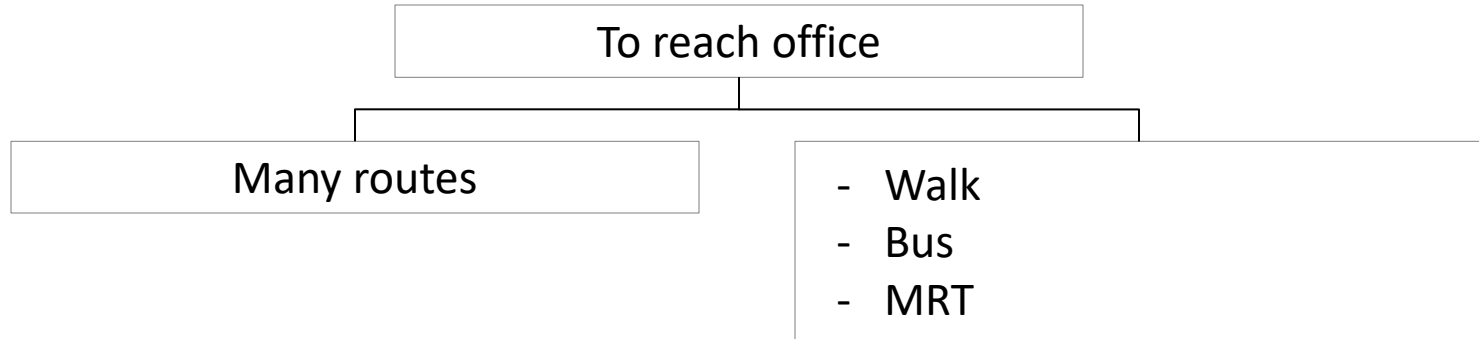 To reach office
Many routes
- Walk
- Bus
- MRT